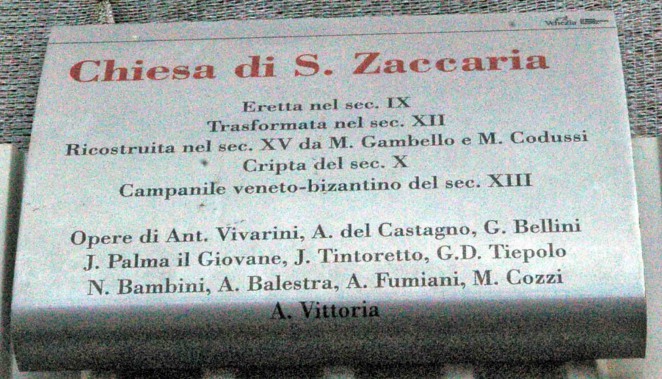 Venezia
Chiesa di S. Zaccaria
Eretta nel sec. IX
Trasformata nel sec. XII
Ricostruita nel sec. XV da M. Gambello e M. Codussi
Cripta del sec. X
Campanile veneto-bizantino del sec. XIII
Opere di Ant. Vivarini, A. del Castagno, G. Bellini
J. Palma il Giovane, J. Tintoretto, G.D. Tiepolo
N. Bambini, A. Balestra, A. Fumiani, M. Cozzi
A. Vittoria